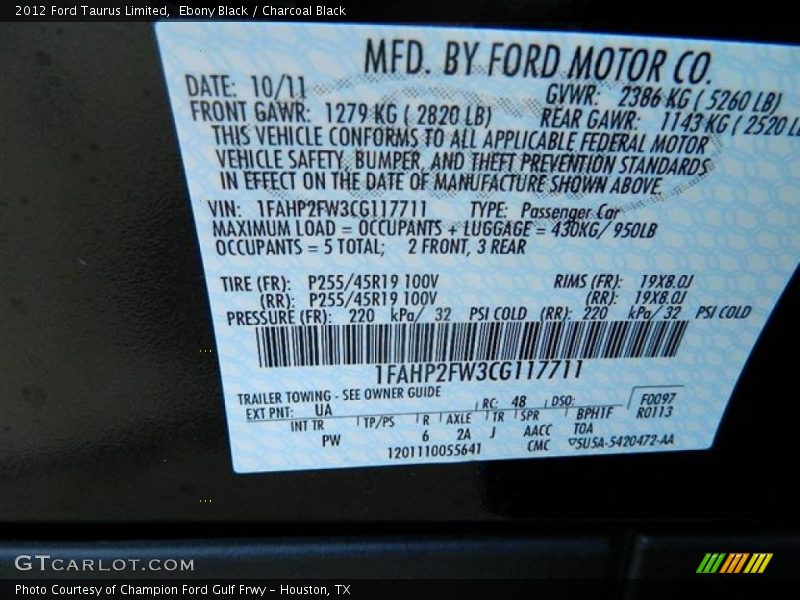 2012 Ford Taurus Limited, Ebony Black / Charcoal Black
MFD. BY FORD MOTOR CO.
DATE: 10/11 GVWR: 2386 KG ( 5260 LB)
FRONT GAWR: 1279 KG ( 2820 LB) REAR GAWR: 1143 KG ( 2520 LB
THIS VEHICLE CONFORMS TO ALL APPLICABLE FEDERAL MOTOR
VEHICLE SAFETY, BUMPER, AND THEFT PREVENTION STANDARDS
IN EFFECT ON THE DATE OF MANUFACTURE SHOWN ABOVE.
VIN: 1FAHP2FW3CG117711 TYPE: Passenger Car
MAXIMUM LOAD = OCCUPANTS + LUGGAGE = 430KG/ 950LB
OCCUPANTS = 5 TOTAL; 2 FRONT, 3 REAR
TIRE (FR): P255/45R19 100V RIMS (FR): 19X8.0J
(RR): P255/45R19 100V (RR): 19X8.0J
PRESSURE (FR): 220 kPa/ 32 PSI COLD (RR): 220 kPa/ 32 PSI COLD
1FAHP2FW3CG117711
TRAILER TOWING - SEE OWNER GUIDE
EXT PNT: UA RC: 48 DSO: F0097
INT TR TP/PS R AXLE TR SPR BPH1F R0113
PW 6 2A J AACC TOA
1201110055641 CMC ▽5U5A-5420472-AA
GTCARLOT.COM
Photo Courtesy of Champion Ford Gulf Frwy – Houston, TX